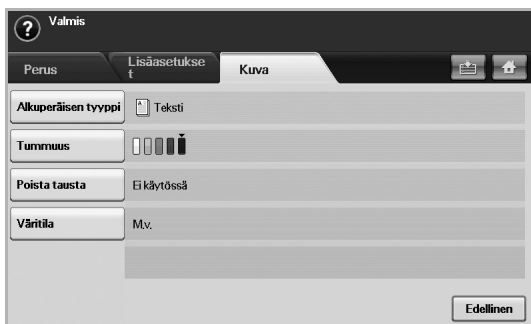 Valmis
Perus
Lisäasetukse
t
Kuva
Alkuperäisen tyyppi
Teksti
Tummuus
Poista tausta
Ei käytössä
Väritila
M.v.
Edellinen